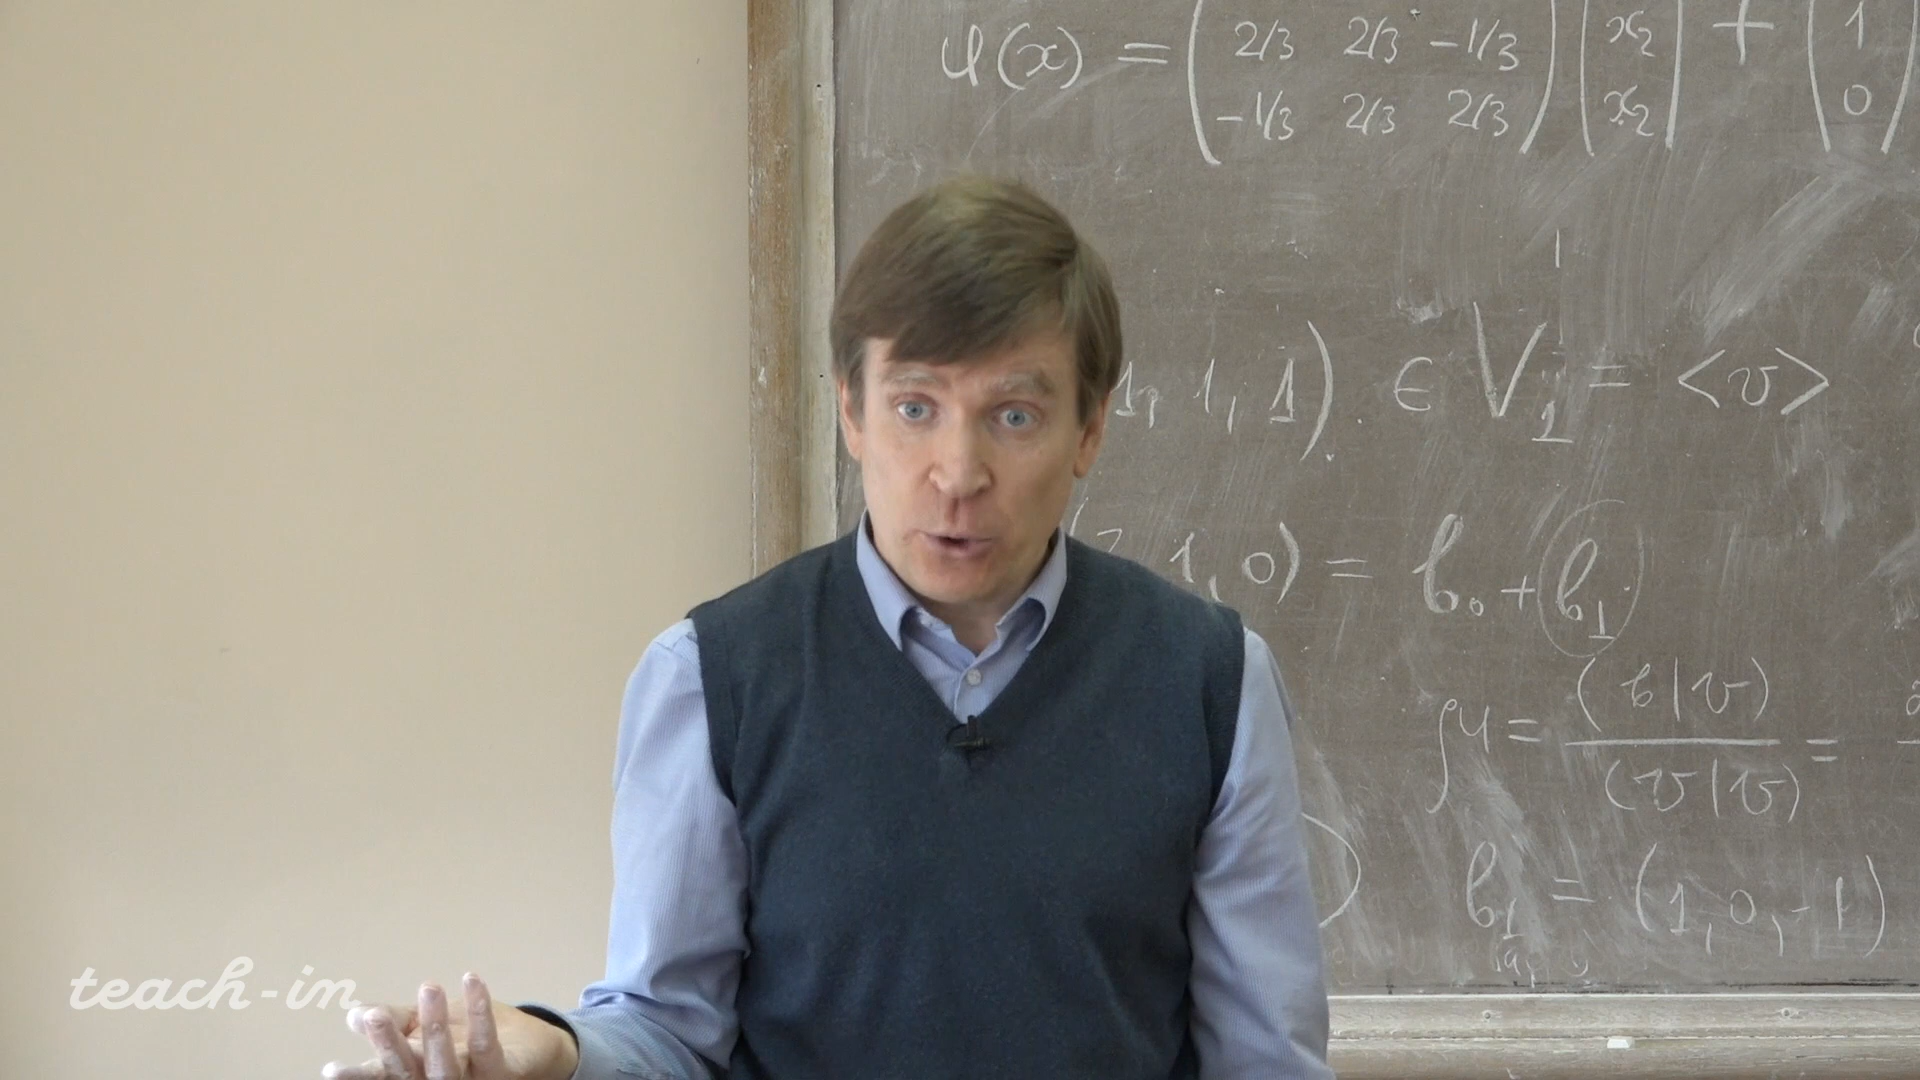 φ(x) = ( 2/3 2/3 -1/3 ) ( x₂ ) + ( 1
-1/3 2/3 2/3 x₂ 0 )
1, 1, 1) ∈ V₁ = <v>
1, 0) = b₀ + b₁
μ = (b|v) / (v|v) =
b₁ = (1, 0, -1)
teach-in